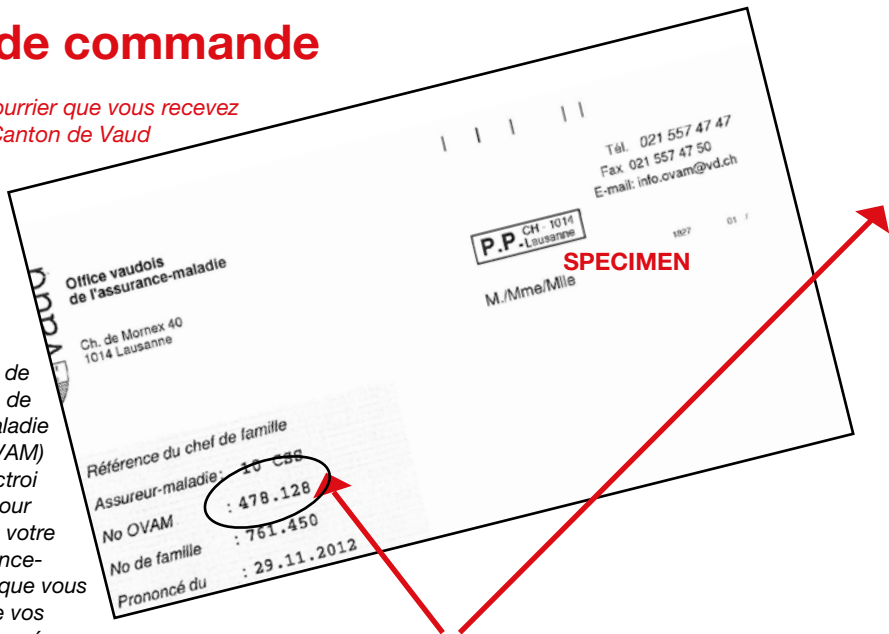 de commande
ourrier que vous recevez
Canton de Vaud
Tél. 021 557 47 47
Fax 021 557 47 50
E-mail: info.ovam@vd.ch
P.P. CH - 1014
Lausanne
1827 01 /
SPECIMEN
M./Mme/Mlle
vaud
Office vaudois
de l'assurance-maladie
Ch. de Mornex 40
1014 Lausanne
de
de
aladie
VAM)
ctroi
our
votre
nce-
que vous
e vos
Référence du chef de famille
Assureur-maladie: 10 CSS
No OVAM : 478.128
No de famille : 761.450
Prononcé du : 29.11.2012